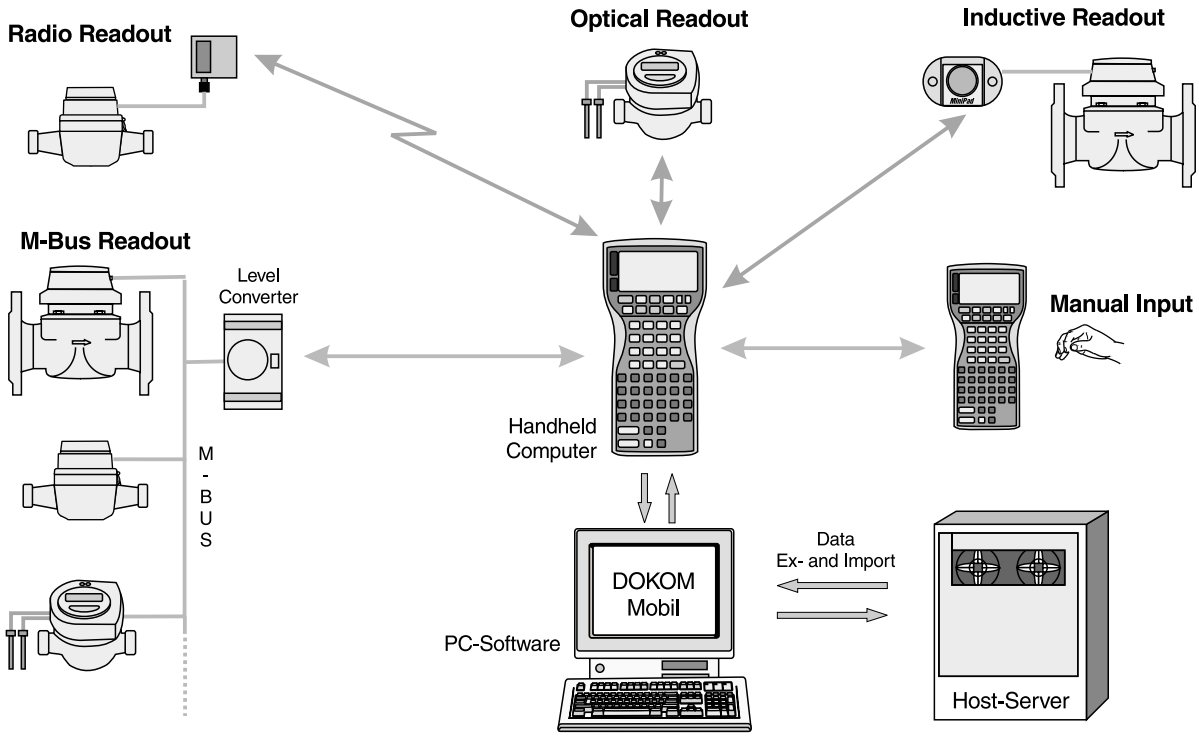 Radio Readout
Optical Readout
Inductive Readout
MiniPad
M-Bus Readout
Level
Converter
Manual Input
Handheld
Computer
M
-
B
U
S
Data
Ex- and Import
DOKOM
Mobil
PC-Software
Host-Server